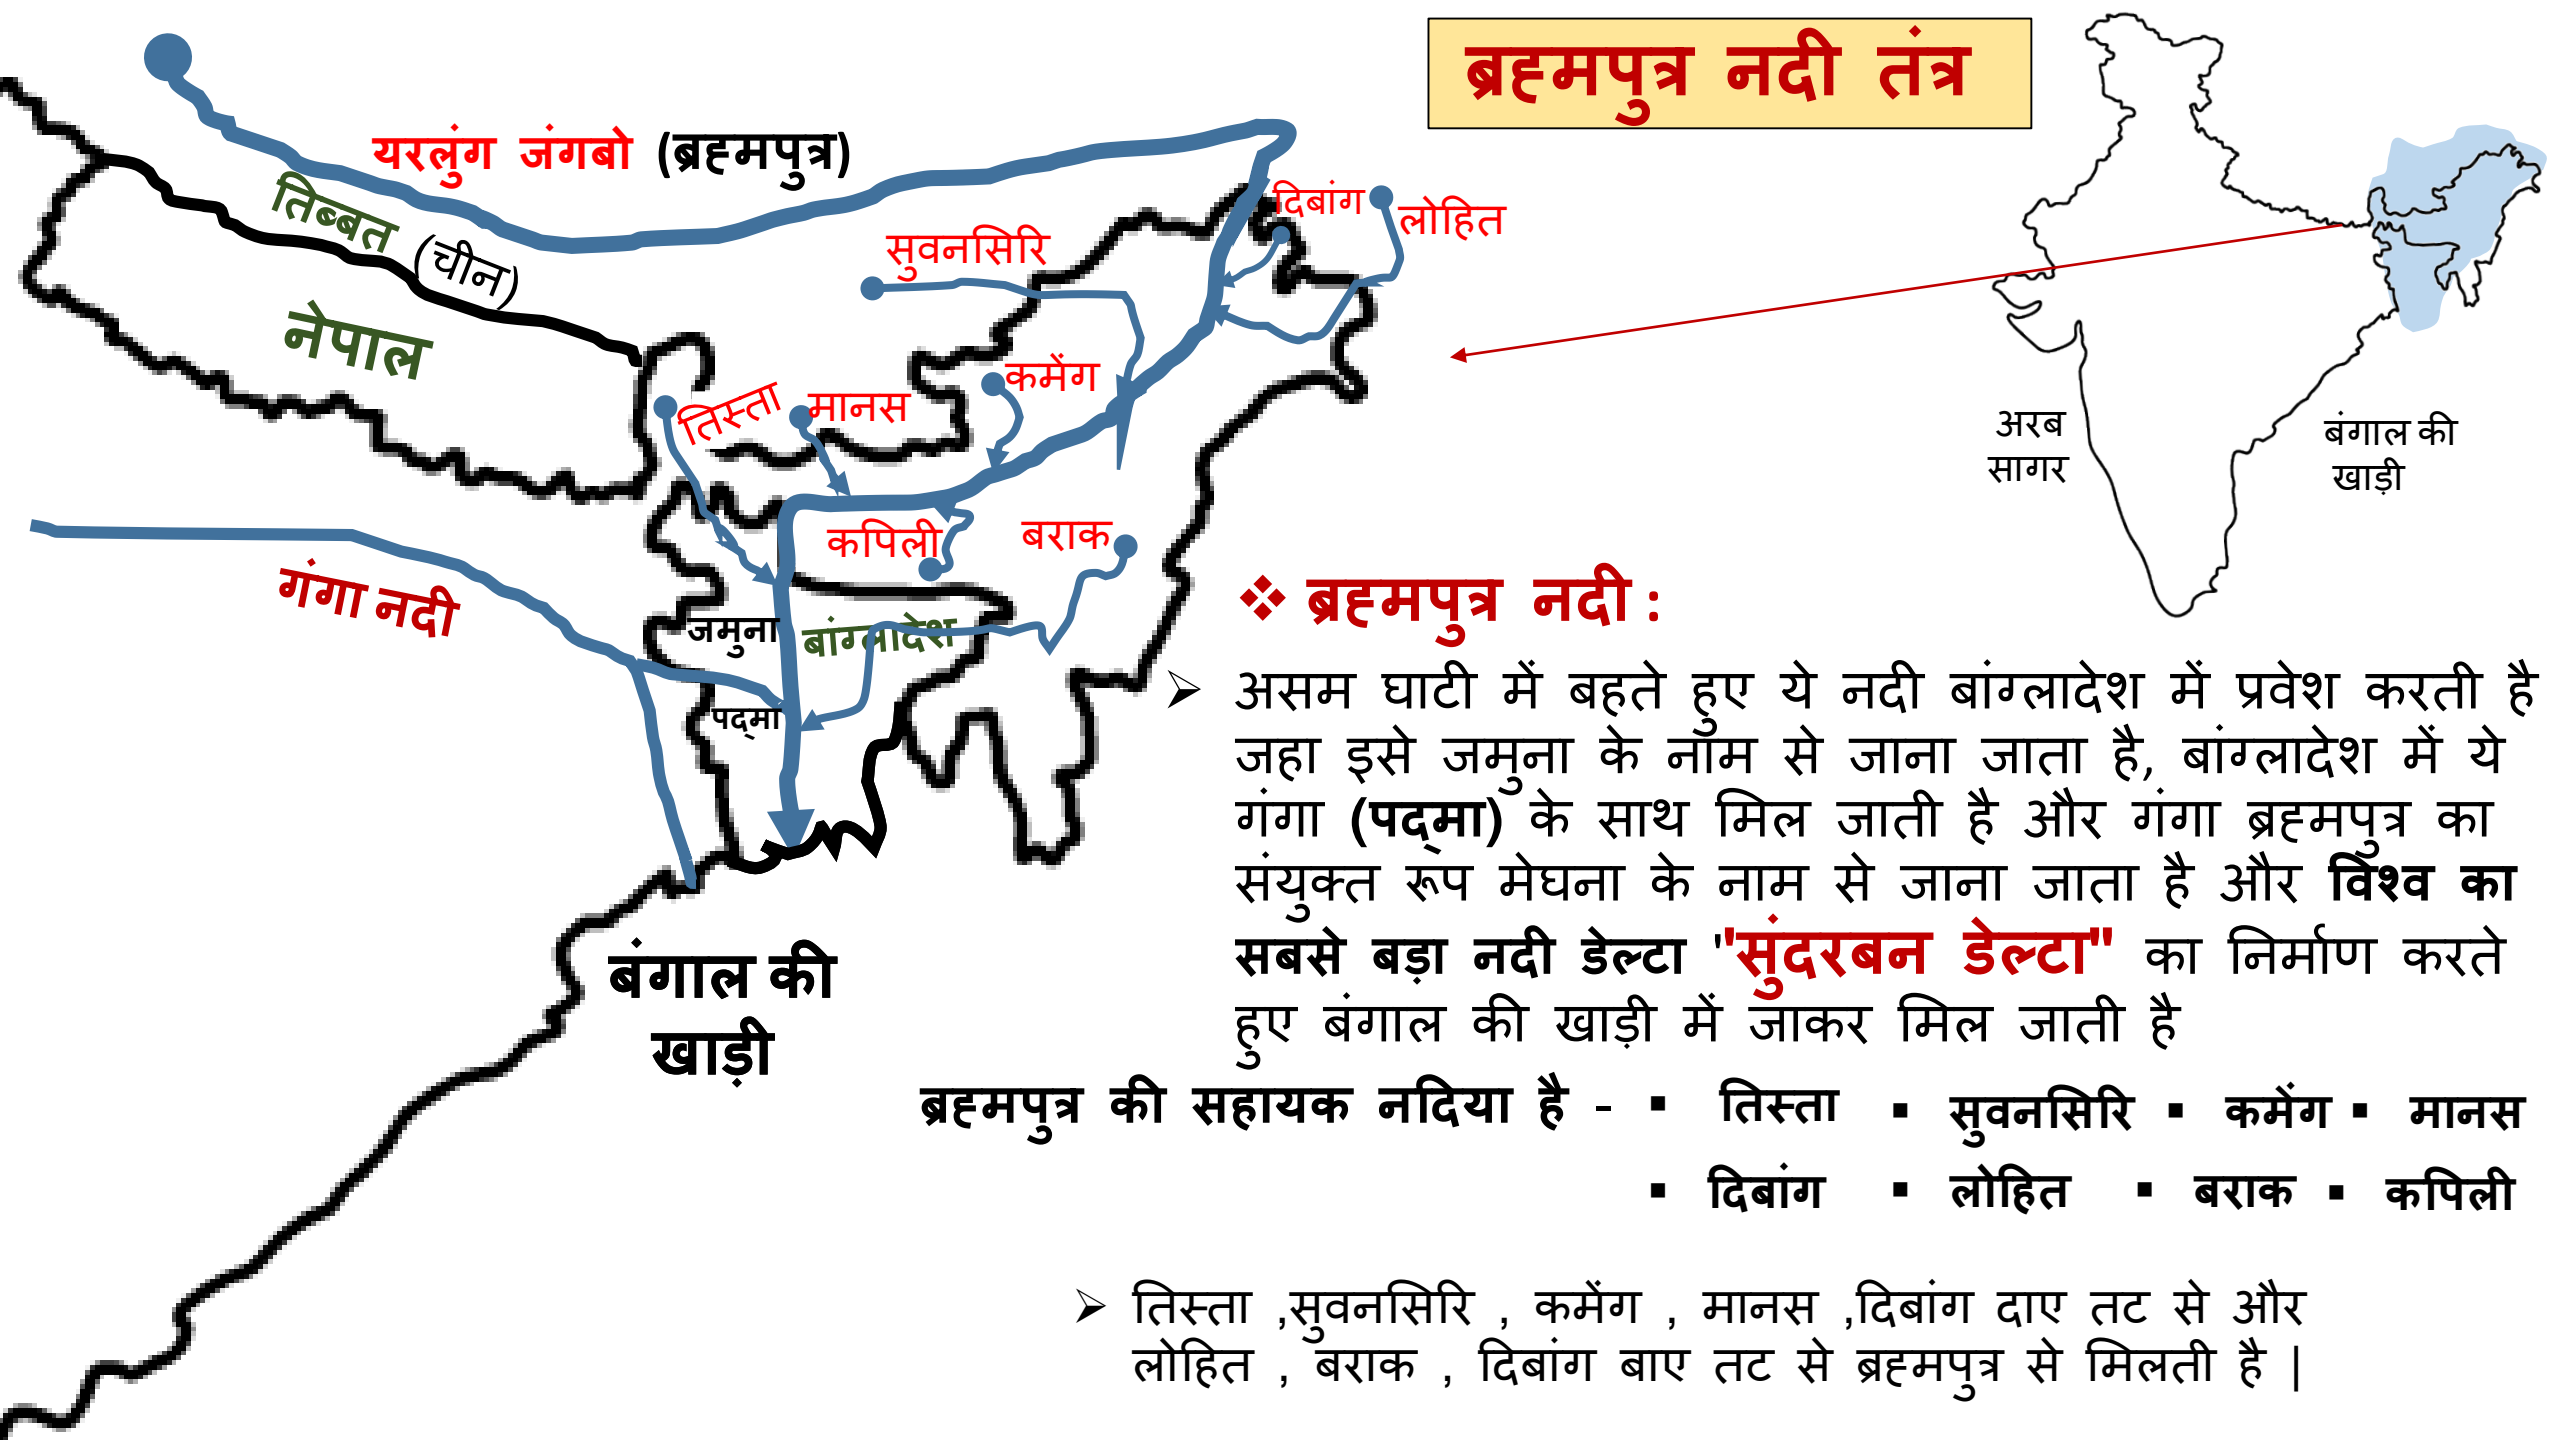 ब्रह्मपुत्र नदी तंत्र
यरलुंग जंगबो (ब्रह्मपुत्र)
तिब्बत (चीन)
नेपाल
दिबांग
लोहित
सुवनसिरि
कमेंग
तिस्ता
मानस
कपिली
बराक
गंगा नदी
जमुना
बांग्लादेश
पद्मा
बंगाल की
खाड़ी
अरब
सागर
बंगाल की
खाड़ी
❖ ब्रह्मपुत्र नदी :
➢ असम घाटी में बहते हुए ये नदी बांग्लादेश में प्रवेश करती है
जहा इसे जमुना के नाम से जाना जाता है, बांग्लादेश में ये
गंगा (पद्मा) के साथ मिल जाती है और गंगा ब्रह्मपुत्र का
संयुक्त रूप मेघना के नाम से जाना जाता है और विश्व का
सबसे बड़ा नदी डेल्टा ''सुंदरबन डेल्टा" का निर्माण करते
हुए बंगाल की खाड़ी में जाकर मिल जाती है
ब्रह्मपुत्र की सहायक नदिया है - ▪ तिस्ता ▪ सुवनसिरि ▪ कमेंग ▪ मानस
▪ दिबांग ▪ लोहित ▪ बराक ▪ कपिली
➢ तिस्ता ,सुवनसिरि , कमेंग , मानस ,दिबांग दाए तट से और
लोहित , बराक , दिबांग बाए तट से ब्रह्मपुत्र से मिलती है |